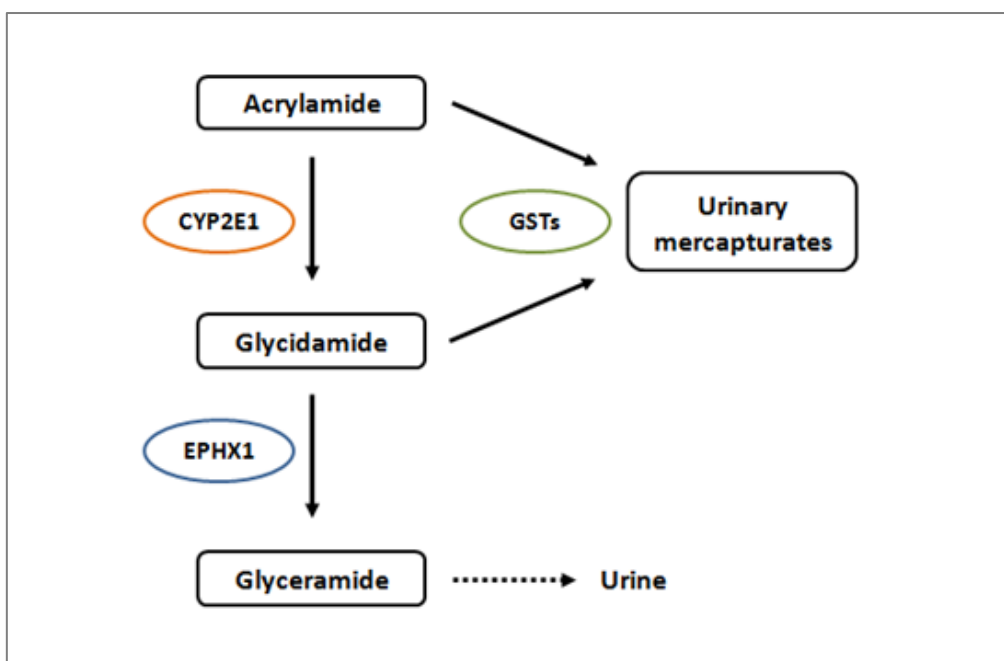 Acrylamide
CYP2E1
GSTs
Urinary
mercapturates
Glycidamide
EPHX1
Glyceramide
Urine